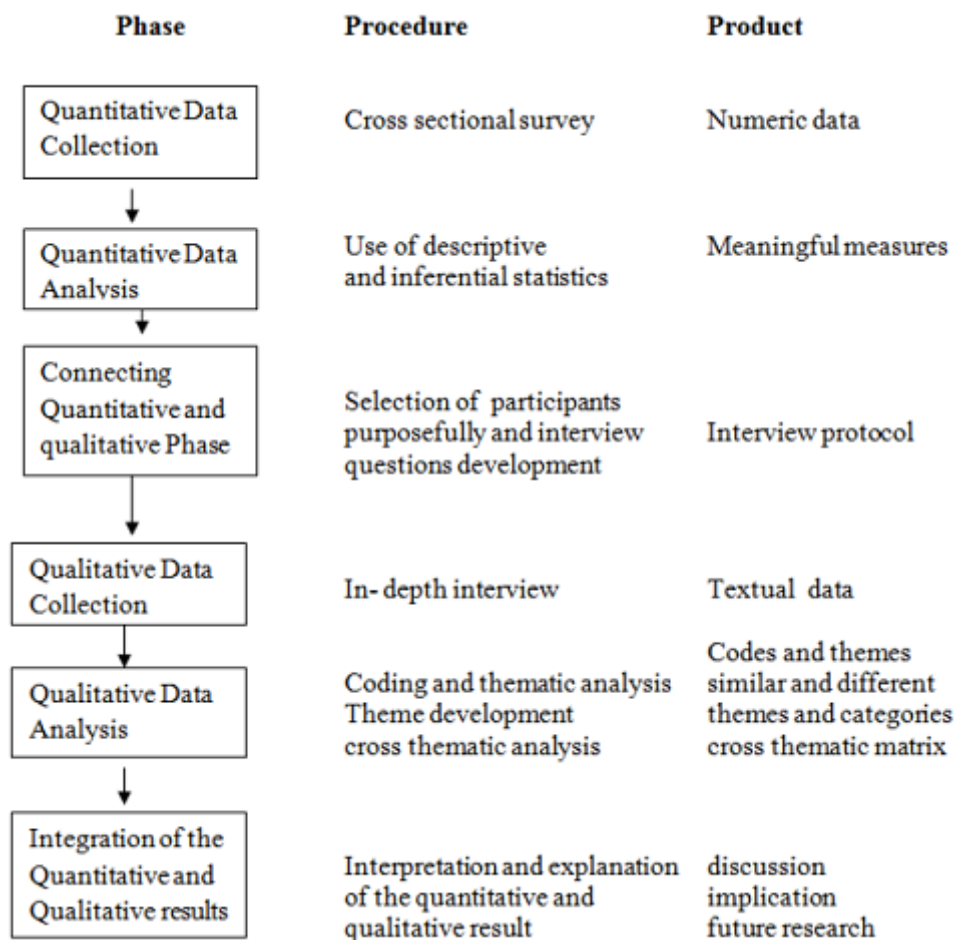 Phase Procedure Product
Quantitative Data
Collection
Cross sectional survey
Numeric data
Quantitative Data
Analysis
Use of descriptive
and inferential statistics
Meaningful measures
Connecting
Quantitative and
qualitative Phase
Selection of participants
purposefully and interview
questions development
Interview protocol
Qualitative Data
Collection
In- depth interview
Textual data
Qualitative Data
Analysis
Coding and thematic analysis
Theme development
cross thematic analysis
Codes and themes
similar and different
themes and categories
cross thematic matrix
Integration of the
Quantitative and
Qualitative results
Interpretation and explanation
of the quantitative and
qualitative result
discussion
implication
future research